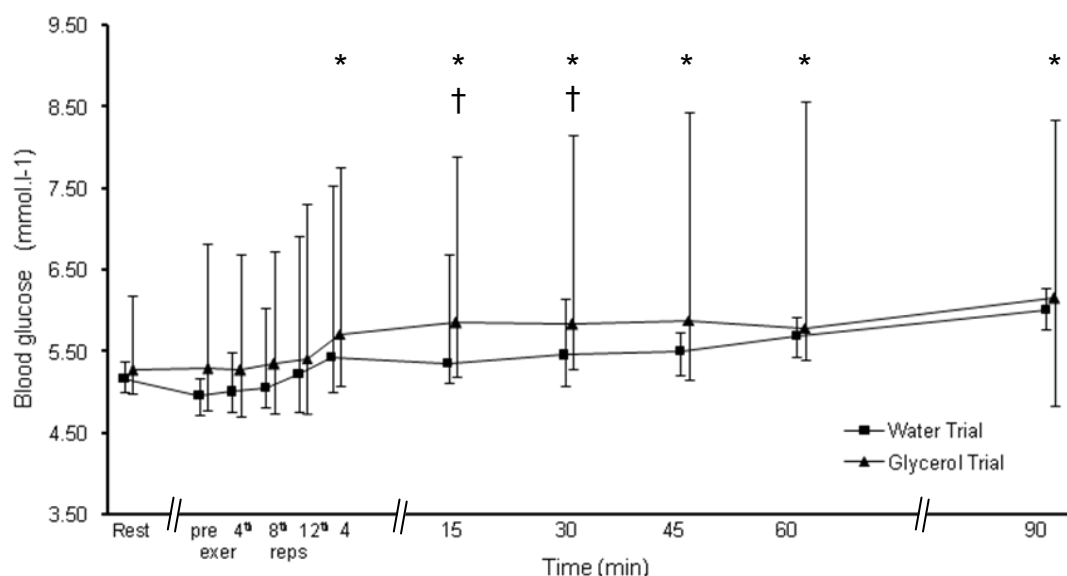 9.50
* * * * * *
† †
8.50
7.50
6.50
5.50
4.50
3.50
Blood glucose (mmol.l-1)
Water Trial
Glycerol Trial
Rest pre 4th 8th 12th 4 15 30 45 60 90
exer reps
Time (min)